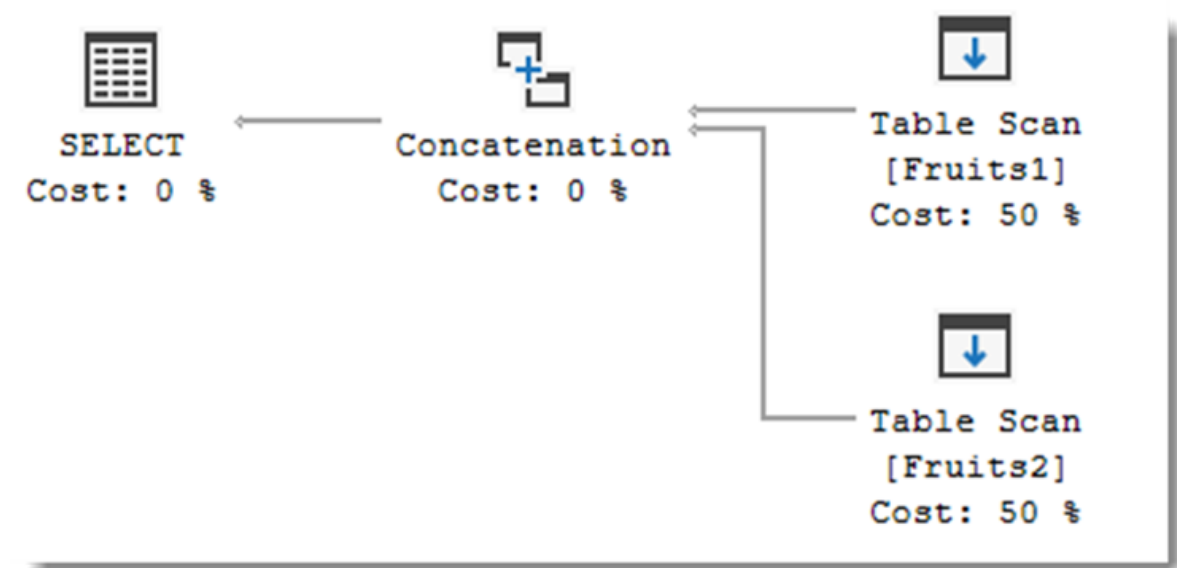 SELECT
Cost: 0 %
Concatenation
Cost: 0 %
Table Scan
[Fruits1]
Cost: 50 %
Table Scan
[Fruits2]
Cost: 50 %